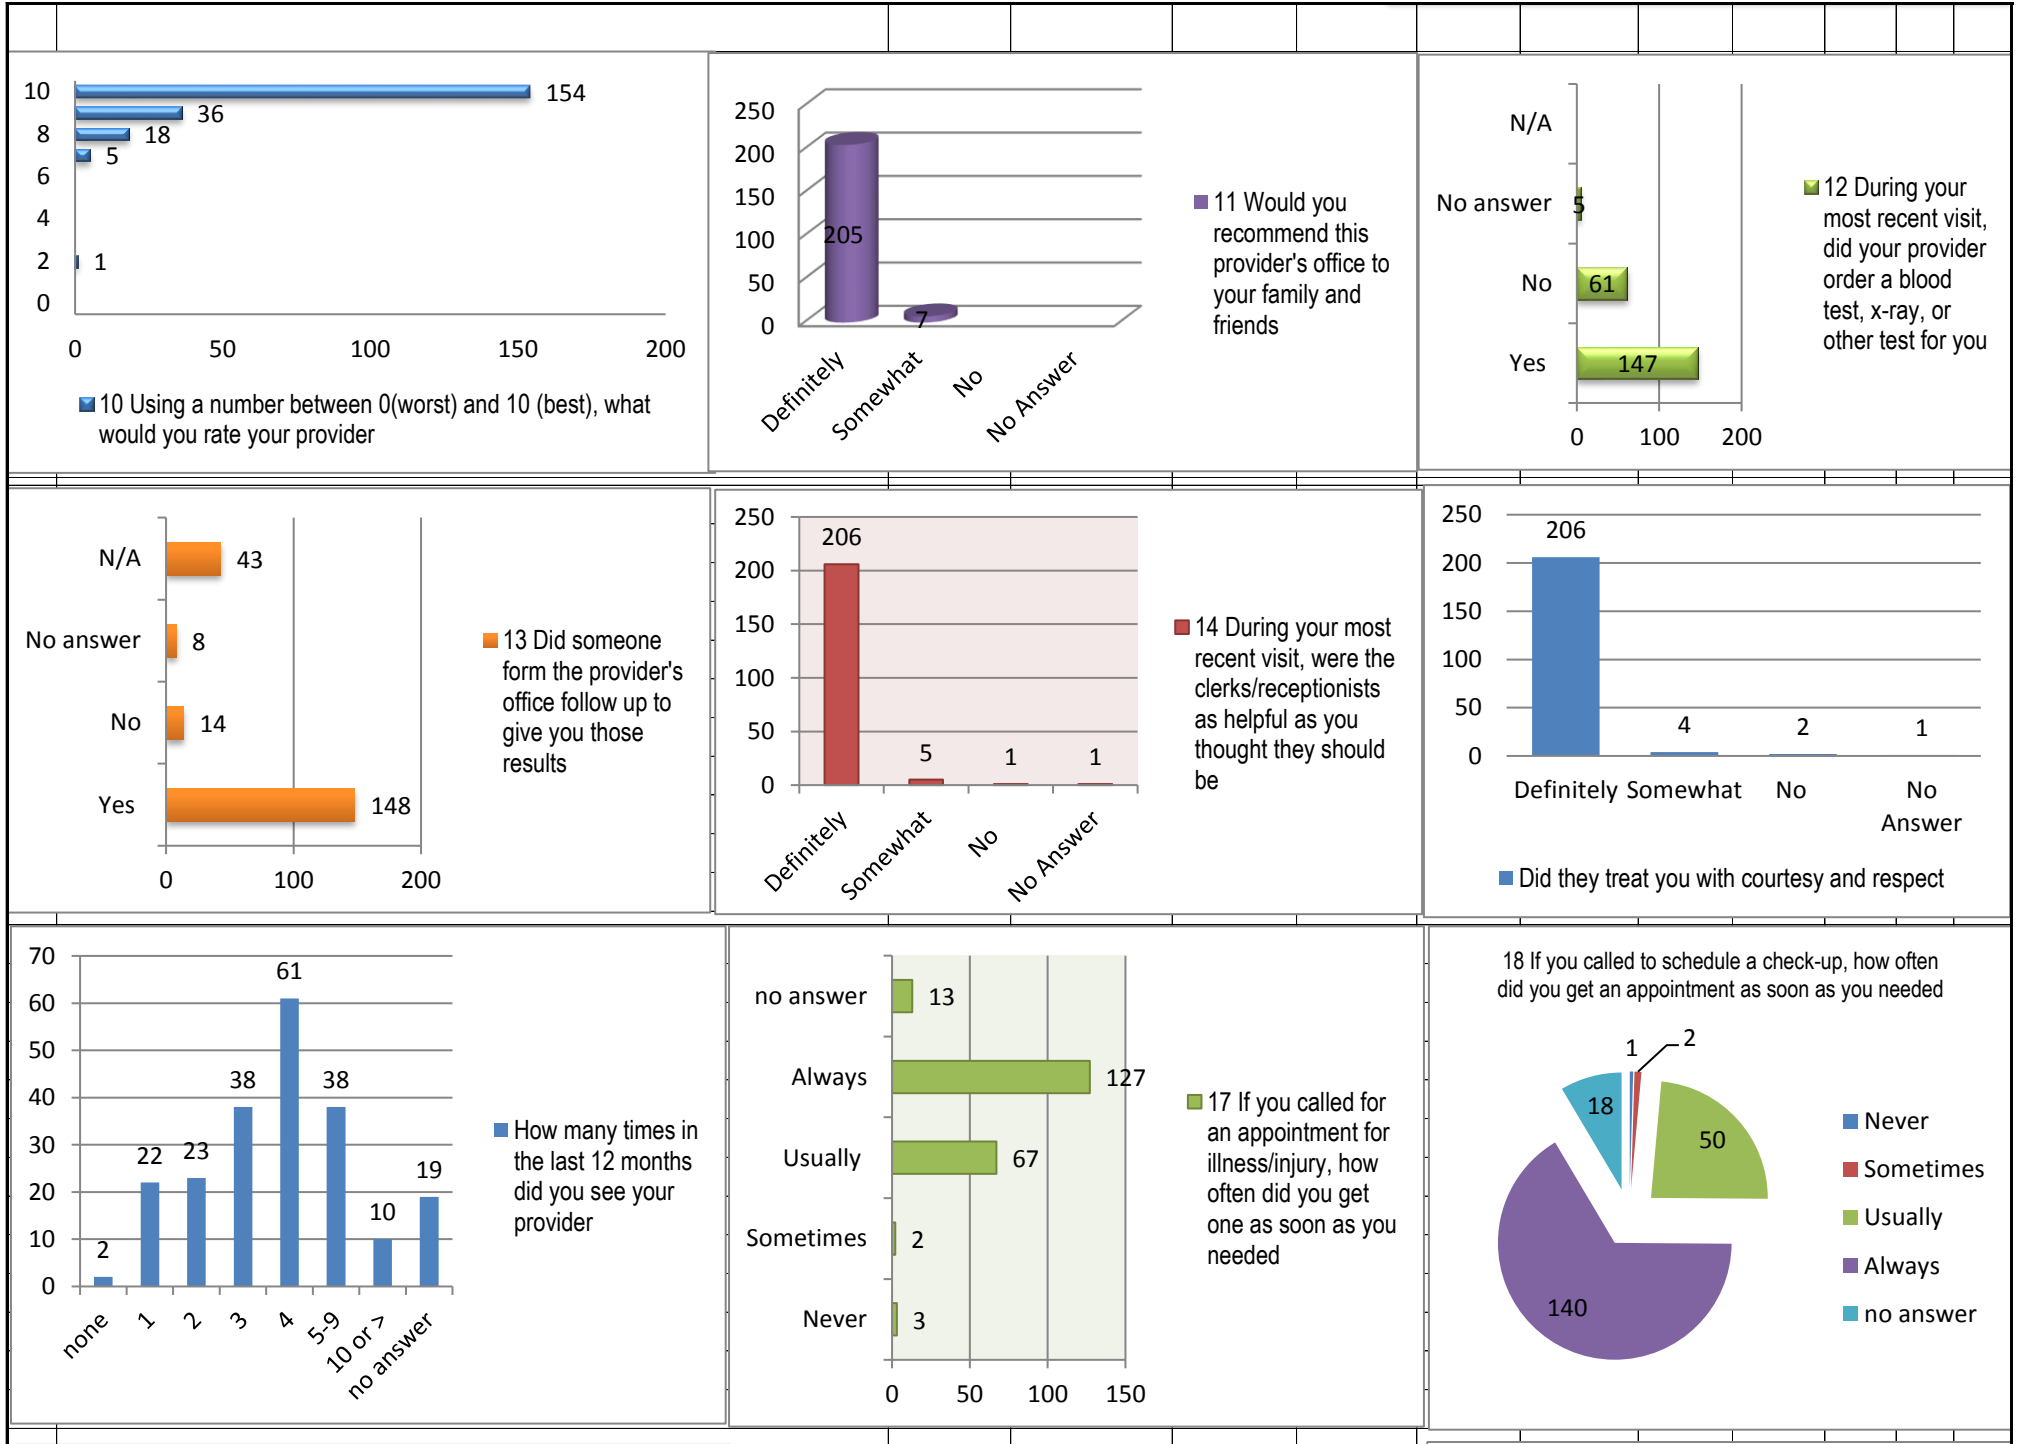 10
8
6
4
2
0
154
36
18
5
1
0 50 100 150 200
10 Using a number between 0(worst) and 10 (best), what
would you rate your provider
250
200
150
100
50
0
205
7
Definitely
Somewhat
No
No Answer
11 Would you
recommend this
provider's office to
your family and
friends
N/A
No answer
No
Yes
5
61
147
0 100 200
12 During your
most recent visit,
did your provider
order a blood
test, x-ray, or
other test for you
N/A
No answer
No
Yes
43
8
14
148
0 100 200
13 Did someone
form the provider's
office follow up to
give you those
results
250
200
150
100
50
0
206
5
1
1
Definitely
Somewhat
No
No Answer
14 During your most
recent visit, were the
clerks/receptionists
as helpful as you
thought they should
be
250
200
150
100
50
0
206
4
2
1
Definitely Somewhat No No
Answer
Did they treat you with courtesy and respect
70
60
50
40
30
20
10
0
2
22
23
38
61
38
10
19
none
1
2
3
4
5-9
10 or >
no answer
How many times in
the last 12 months
did you see your
provider
no answer
Always
Usually
Sometimes
Never
13
127
67
2
3
0 50 100 150
17 If you called for
an appointment for
illness/injury, how
often did you get
one as soon as you
needed
18 If you called to schedule a check-up, how often
did you get an appointment as soon as you needed
1
2
18
50
140
Never
Sometimes
Usually
Always
no answer